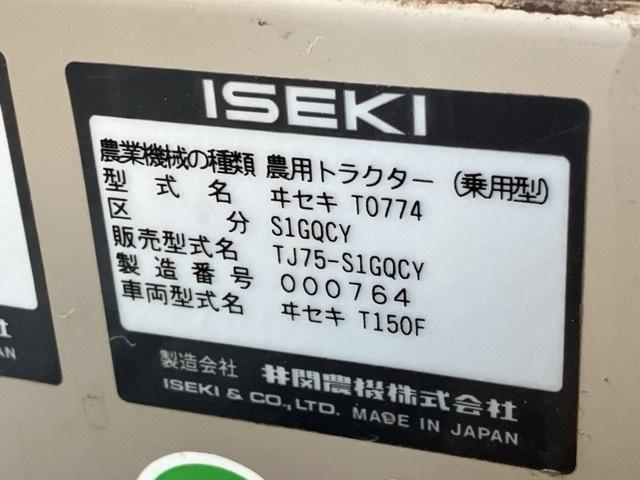 ISEKI
農業機械の種類 農用トラクター (乗用型)
型式名 ヰセキ T0774
区分 S1GQCY
販売型式名 TJ75-S1GQCY
製造番号 000764
車両型式名 ヰセキ T150F
製造会社 井関農機株式会社
ISEKI & CO., LTD. MADE IN JAPAN
社
PAN